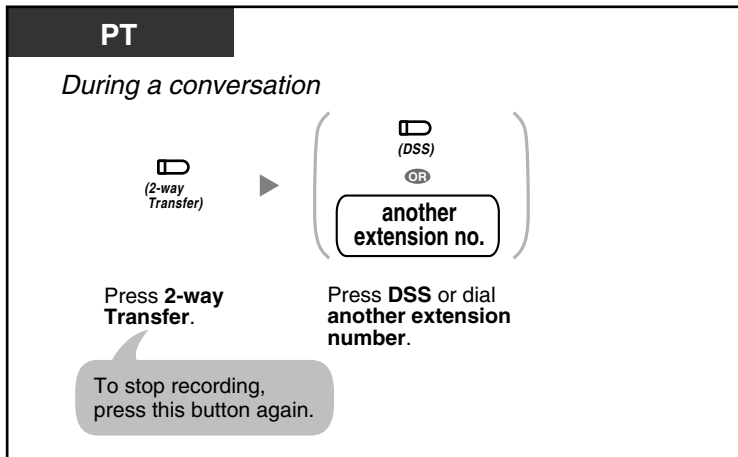 PT
During a conversation
(2-way
Transfer)
(DSS)
OR
another
extension no.
Press 2-way
Transfer.
Press DSS or dial
another extension
number.
To stop recording,
press this button again.